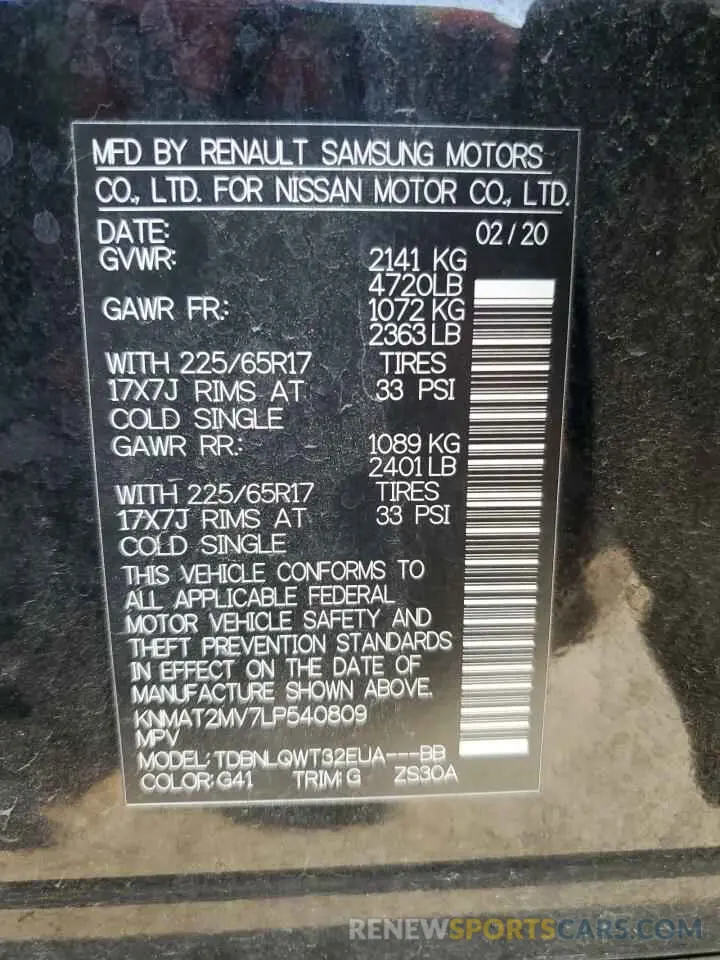 MFD BY RENAULT SAMSUNG MOTORS
CO., LTD. FOR NISSAN MOTOR CO., LTD.
DATE: 02/20
GVWR: 2141 KG
4720LB
GAWR FR: 1072 KG
2363 LB
WITH 225/65R17 TIRES
17X7J RIMS AT 33 PSI
COLD SINGLE
GAWR RR: 1089 KG
2401 LB
WITH 225/65R17 TIRES
17X7J RIMS AT 33 PSI
COLD SINGLE
THIS VEHICLE CONFORMS TO
ALL APPLICABLE FEDERAL
MOTOR VEHICLE SAFETY AND
THEFT PREVENTION STANDARDS
IN EFFECT ON THE DATE OF
MANUFACTURE SHOWN ABOVE.
KNMAT2MV7LP540809
MPV
MODEL: TDBNLQWT32EUA---BB
COLOR: G41 TRIM: G ZS30A
RENEWSPORTSCARS.COM